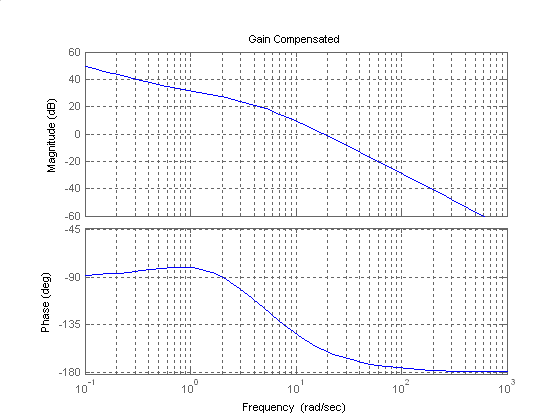 Gain Compensated
60
40
20
0
-20
-40
-60
Magnitude (dB)
-45
-90
-135
-180
Phase (deg)
10^-1 10^0 10^1 10^2 10^3
Frequency (rad/sec)